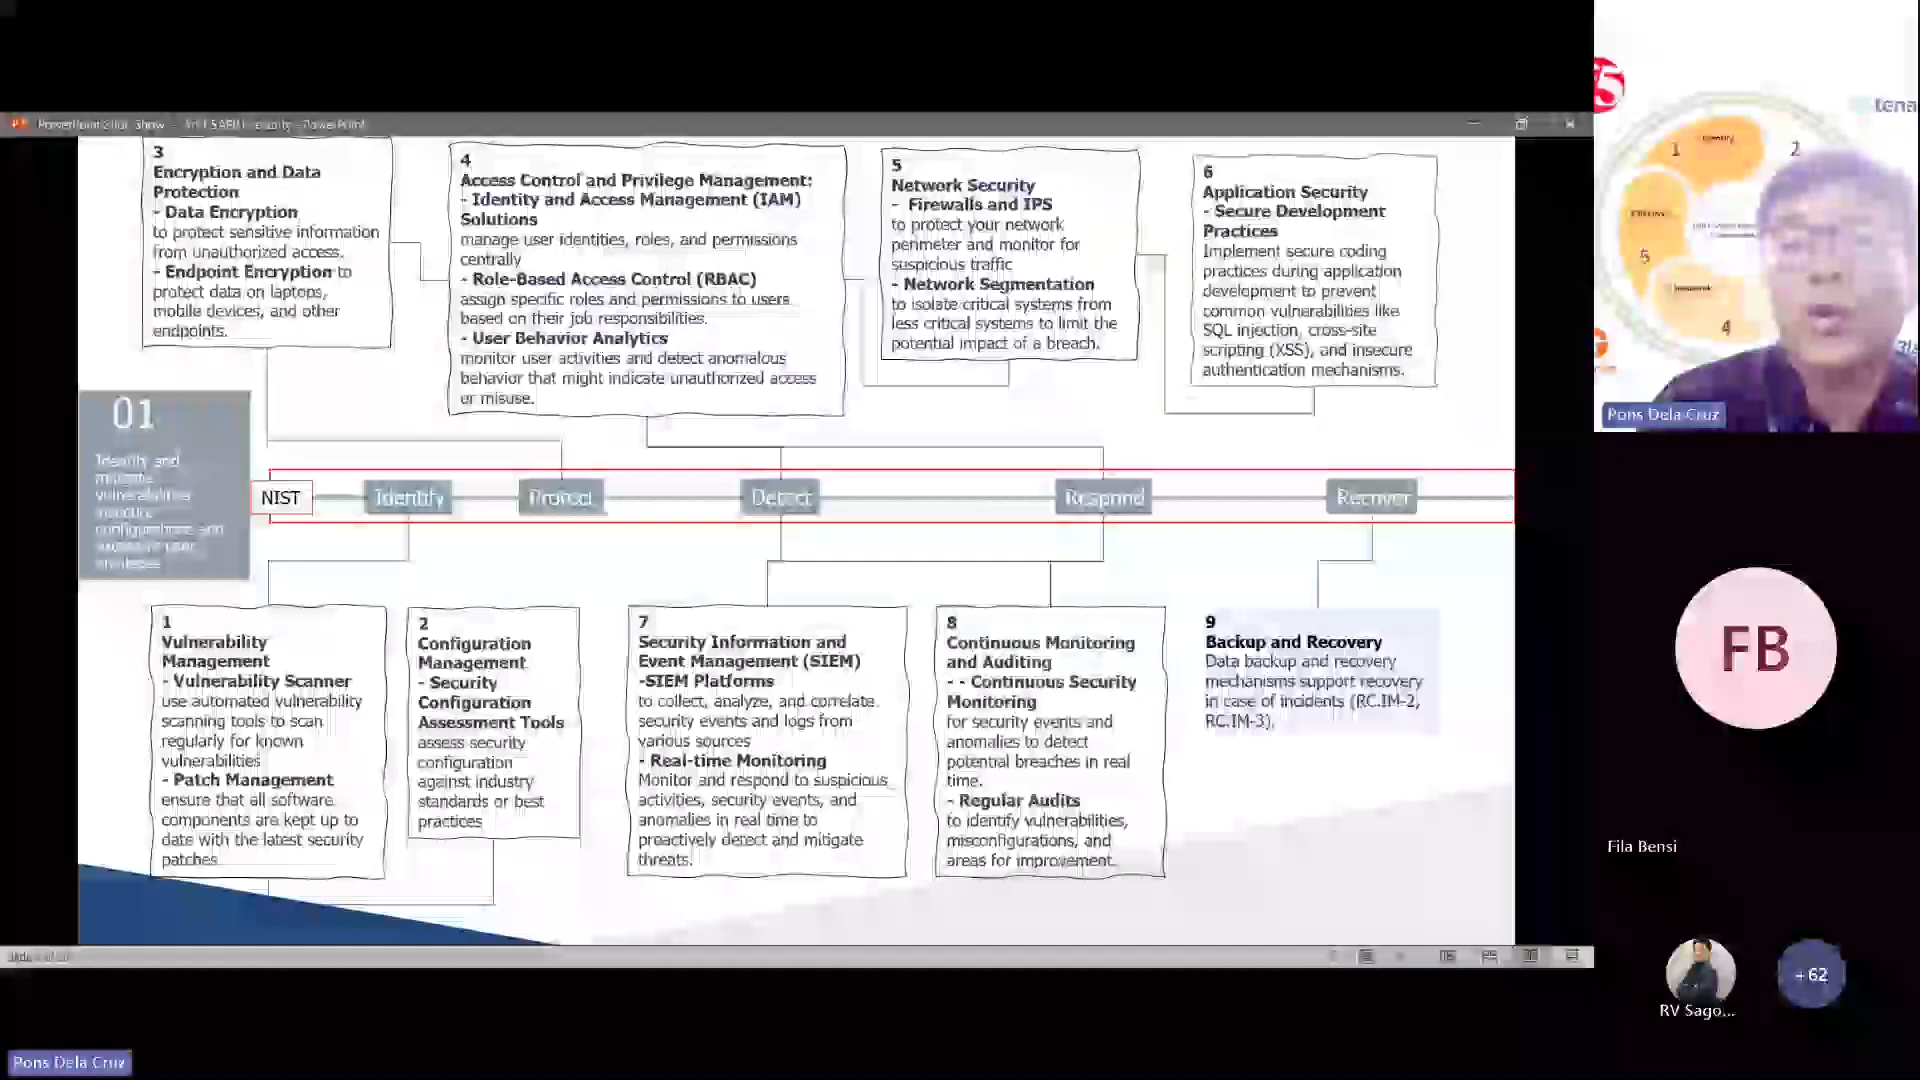 3
Encryption and Data
Protection
- Data Encryption
to protect sensitive information
from unauthorized access.
- Endpoint Encryption to
protect data on laptops,
mobile devices, and other
endpoints.
4
Access Control and Privilege Management:
- Identity and Access Management (IAM)
Solutions
manage user identities, roles, and permissions
centrally
- Role-Based Access Control (RBAC)
assign specific roles and permissions to users
based on their job responsibilities.
- User Behavior Analytics
monitor user activities and detect anomalous
behavior that might indicate unauthorized access
or misuse.
5
Network Security
- Firewalls and IPS
to protect your network
perimeter and monitor for
suspicious traffic
- Network Segmentation
to isolate critical systems from
less critical systems to limit the
potential impact of a breach.
6
Application Security
- Secure Development
Practices
Implement secure coding
practices during application
development to prevent
common vulnerabilities like
SQL injection, cross-site
scripting (XSS), and insecure
authentication mechanisms.
01
Identify and
vulnerabilities
configurations and
NIST
Identify
Protect
Detect
Respond
Recover
1
Vulnerability
Management
- Vulnerability Scanner
use automated vulnerability
scanning tools to scan
regularly for known
vulnerabilities
- Patch Management
ensure that all software
components are kept up to
date with the latest security
patches
2
Configuration
Management
- Security
Configuration
Assessment Tools
assess security
configuration
against industry
standards or best
practices
7
Security Information and
Event Management (SIEM)
-SIEM Platforms
to collect, analyze, and correlate
security events and logs from
various sources
- Real-time Monitoring
Monitor and respond to suspicious
activities, security events, and
anomalies in real time to
proactively detect and mitigate
threats.
8
Continuous Monitoring
and Auditing
- - Continuous Security
Monitoring
for security events and
anomalies to detect
potential breaches in real
time.
- Regular Audits
to identify vulnerabilities,
misconfigurations, and
areas for improvement.
9
Backup and Recovery
Data backup and recovery
mechanisms support recovery
in case of incidents (RC.IM-2,
RC.IM-3).
1
2
5
4
Pons Dela Cruz
FB
Fila Bensi
RV Sago...
+62
Pons Dela Cruz